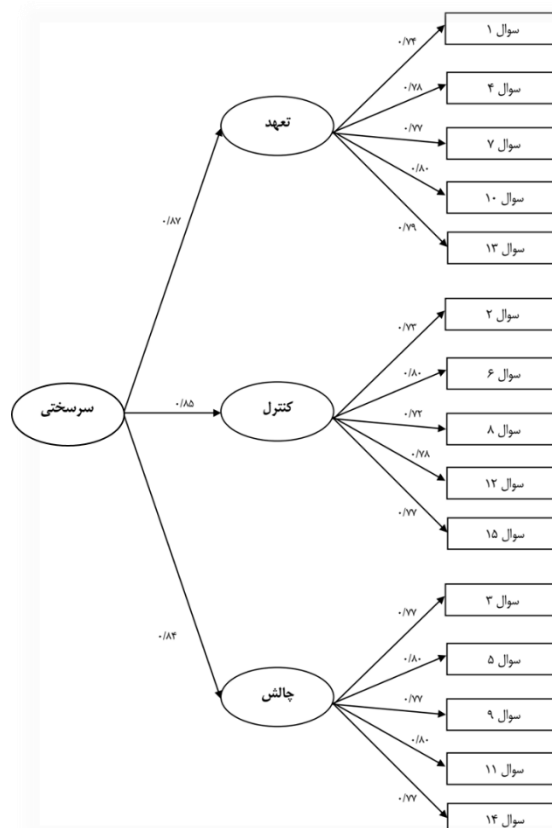 سوال ۱
۰/۷۴
سوال ۴
۰/۷۸
تعهد
سوال ۷
۰/۷۷
سوال ۱۰
۰/۸۰
سوال ۱۳
۰/۷۹
۰/۸۷
سوال ۲
۰/۷۳
سوال ۶
۰/۸۰
سرسختی
۰/۸۵
کنترل
سوال ۸
۰/۷۲
سوال ۱۲
۰/۷۸
سوال ۱۵
۰/۷۷
سوال ۳
۰/۷۷
۰/۸۴
سوال ۵
۰/۸۰
چالش
سوال ۹
۰/۷۷
سوال ۱۱
۰/۸۰
سوال ۱۴
۰/۷۷